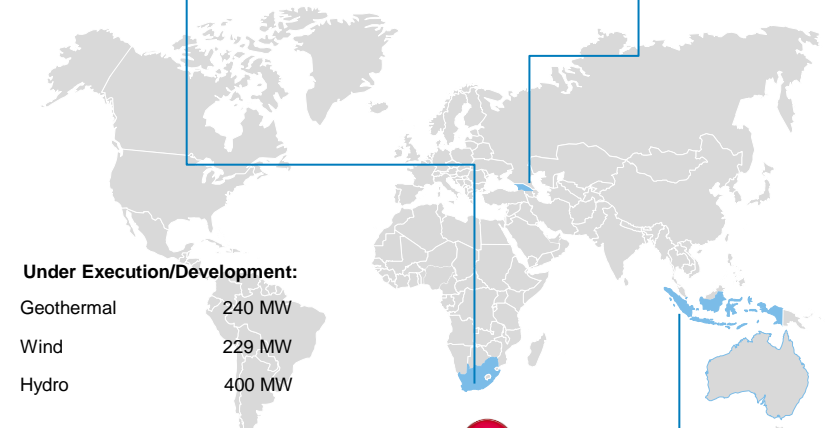 Under Execution/Development:
Geothermal 240 MW
Wind 229 MW
Hydro 400 MW